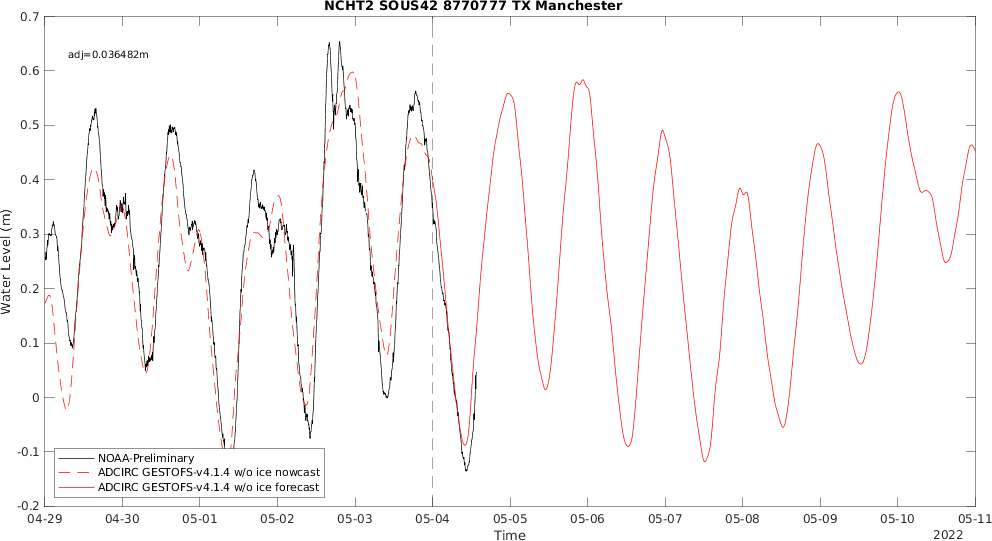 NCHT2 SOUS42 8770777 TX Manchester
adj=0.036482m
Water Level (m)
0.7
0.6
0.5
0.4
0.3
0.2
0.1
0
-0.1
-0.2
NOAA-Preliminary
ADCIRC GESTOFS-v4.1.4 w/o ice nowcast
ADCIRC GESTOFS-v4.1.4 w/o ice forecast
04-29 04-30 05-01 05-02 05-03 05-04 05-05 05-06 05-07 05-08 05-09 05-10 05-11
Time
2022